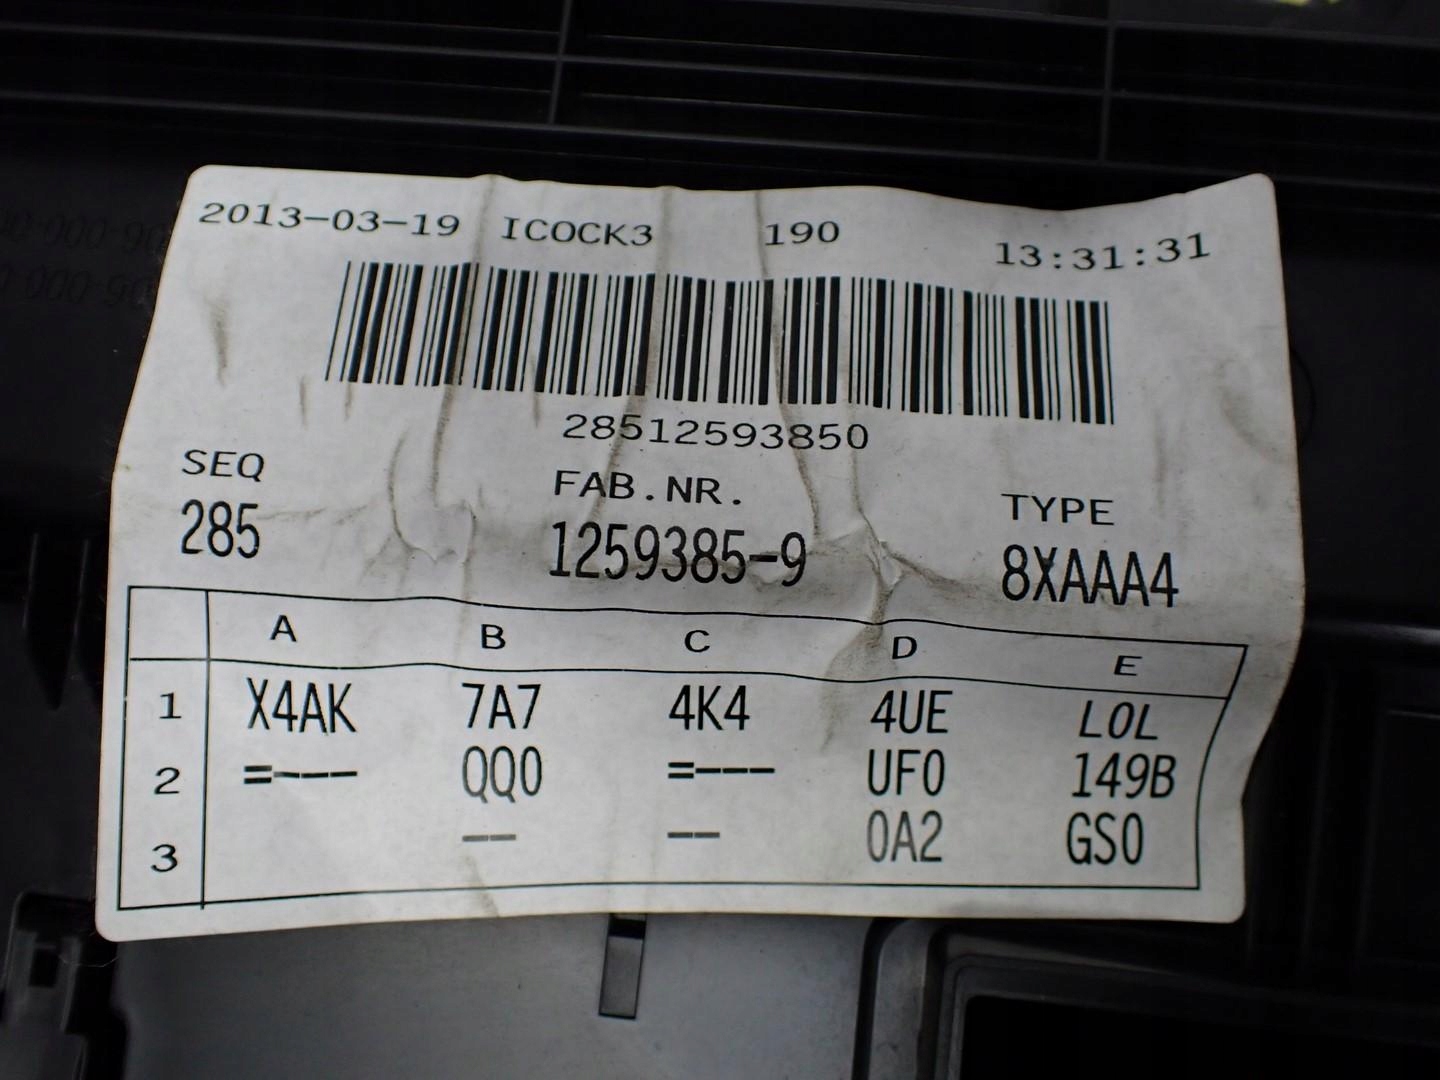 2013-03-19 ICOCK3 190 13:31:31
28512593850
SEQ FAB.NR. TYPE
285 1259385-9 8XAAA4
A B C D E
1 X4AK 7A7 4K4 4UE LOL
2 =--- QQ0 =--- UF0 149B
3 -- -- 0A2 GS0